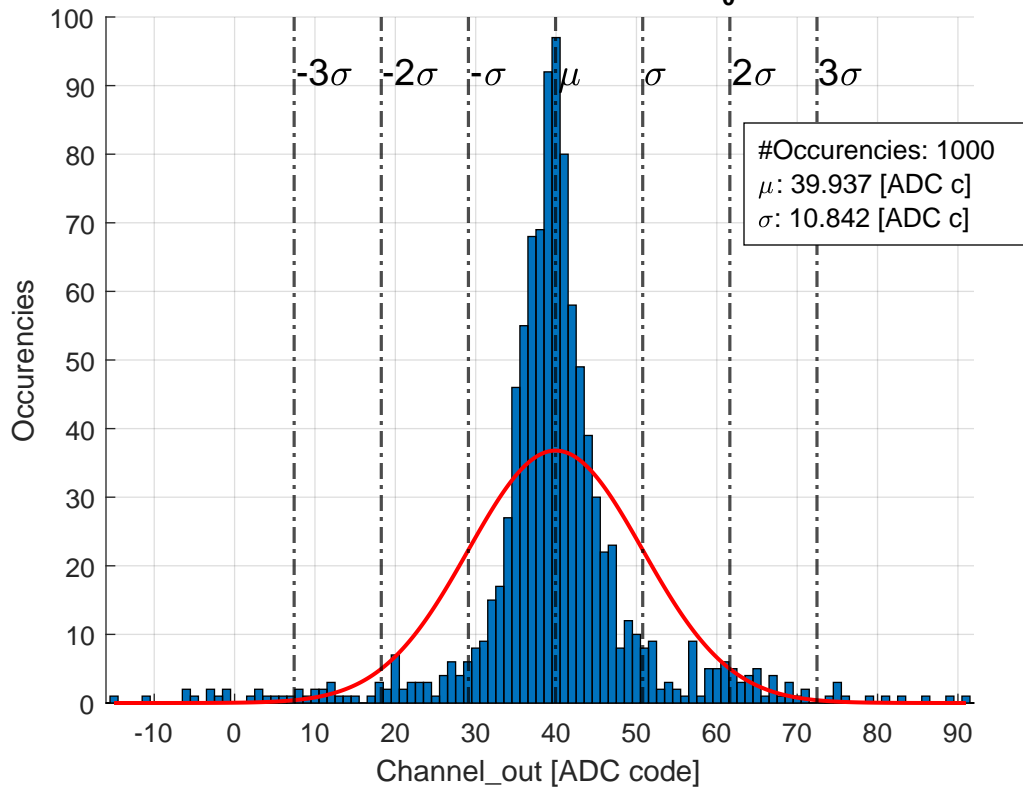 100
90
80
70
60
50
40
30
20
10
0
-3σ
-2σ
-σ
μ
σ
2σ
3σ
#Occurencies: 1000
μ: 39.937 [ADC c]
σ: 10.842 [ADC c]
Occurencies
-10
0
10
20
30
40
50
60
70
80
90
Channel_out [ADC code]